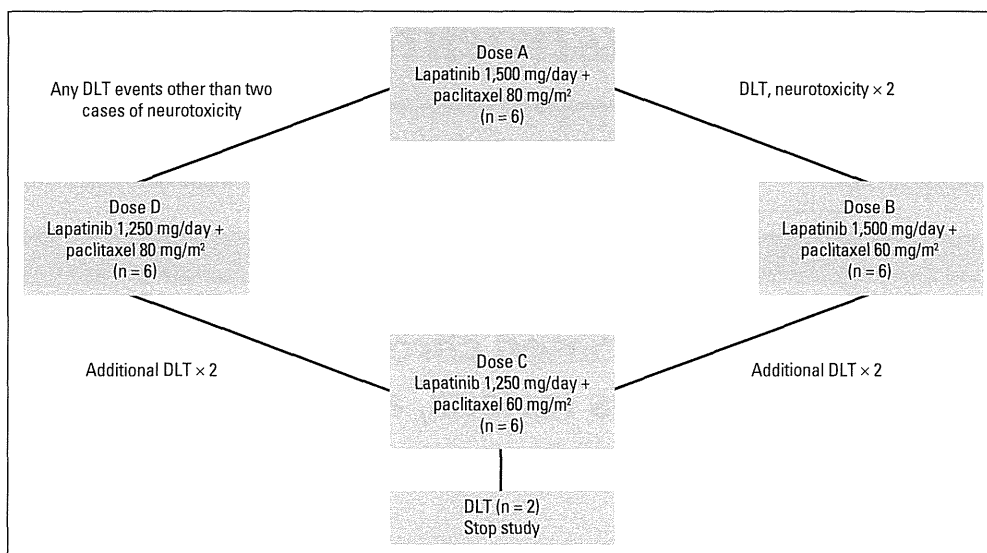 Dose A
Lapatinib 1,500 mg/day +
paclitaxel 80 mg/m²
(n = 6)
Any DLT events other than two
cases of neurotoxicity
DLT, neurotoxicity × 2
Dose D
Lapatinib 1,250 mg/day +
paclitaxel 80 mg/m²
(n = 6)
Dose B
Lapatinib 1,500 mg/day +
paclitaxel 60 mg/m²
(n = 6)
Additional DLT × 2
Dose C
Lapatinib 1,250 mg/day +
paclitaxel 60 mg/m²
(n = 6)
Additional DLT × 2
DLT (n = 2)
Stop study